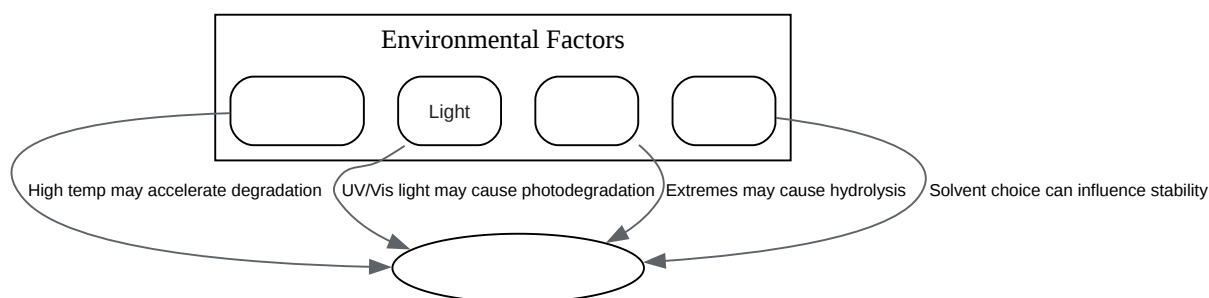 Environmental Factors
Light
High temp may accelerate degradation
UV/Vis light may cause photodegradation
Extremes may cause hydrolysis
Solvent choice can influence stability